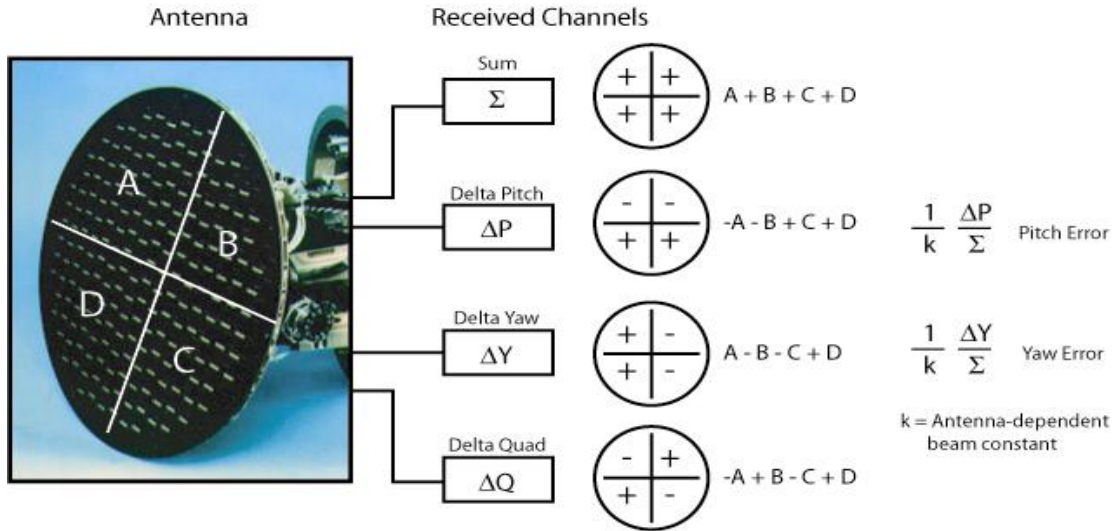 Antenna
Received Channels
A
B
D
C
Sum
Σ
+ +
+ +
A + B + C + D
Delta Pitch
ΔP
- -
+ +
-A - B + C + D
1 ΔP
k Σ
Pitch Error
Delta Yaw
ΔY
+ -
+ -
A - B - C + D
1 ΔY
k Σ
Yaw Error
k = Antenna-dependent
beam constant
Delta Quad
ΔQ
- +
+ -
-A + B - C + D